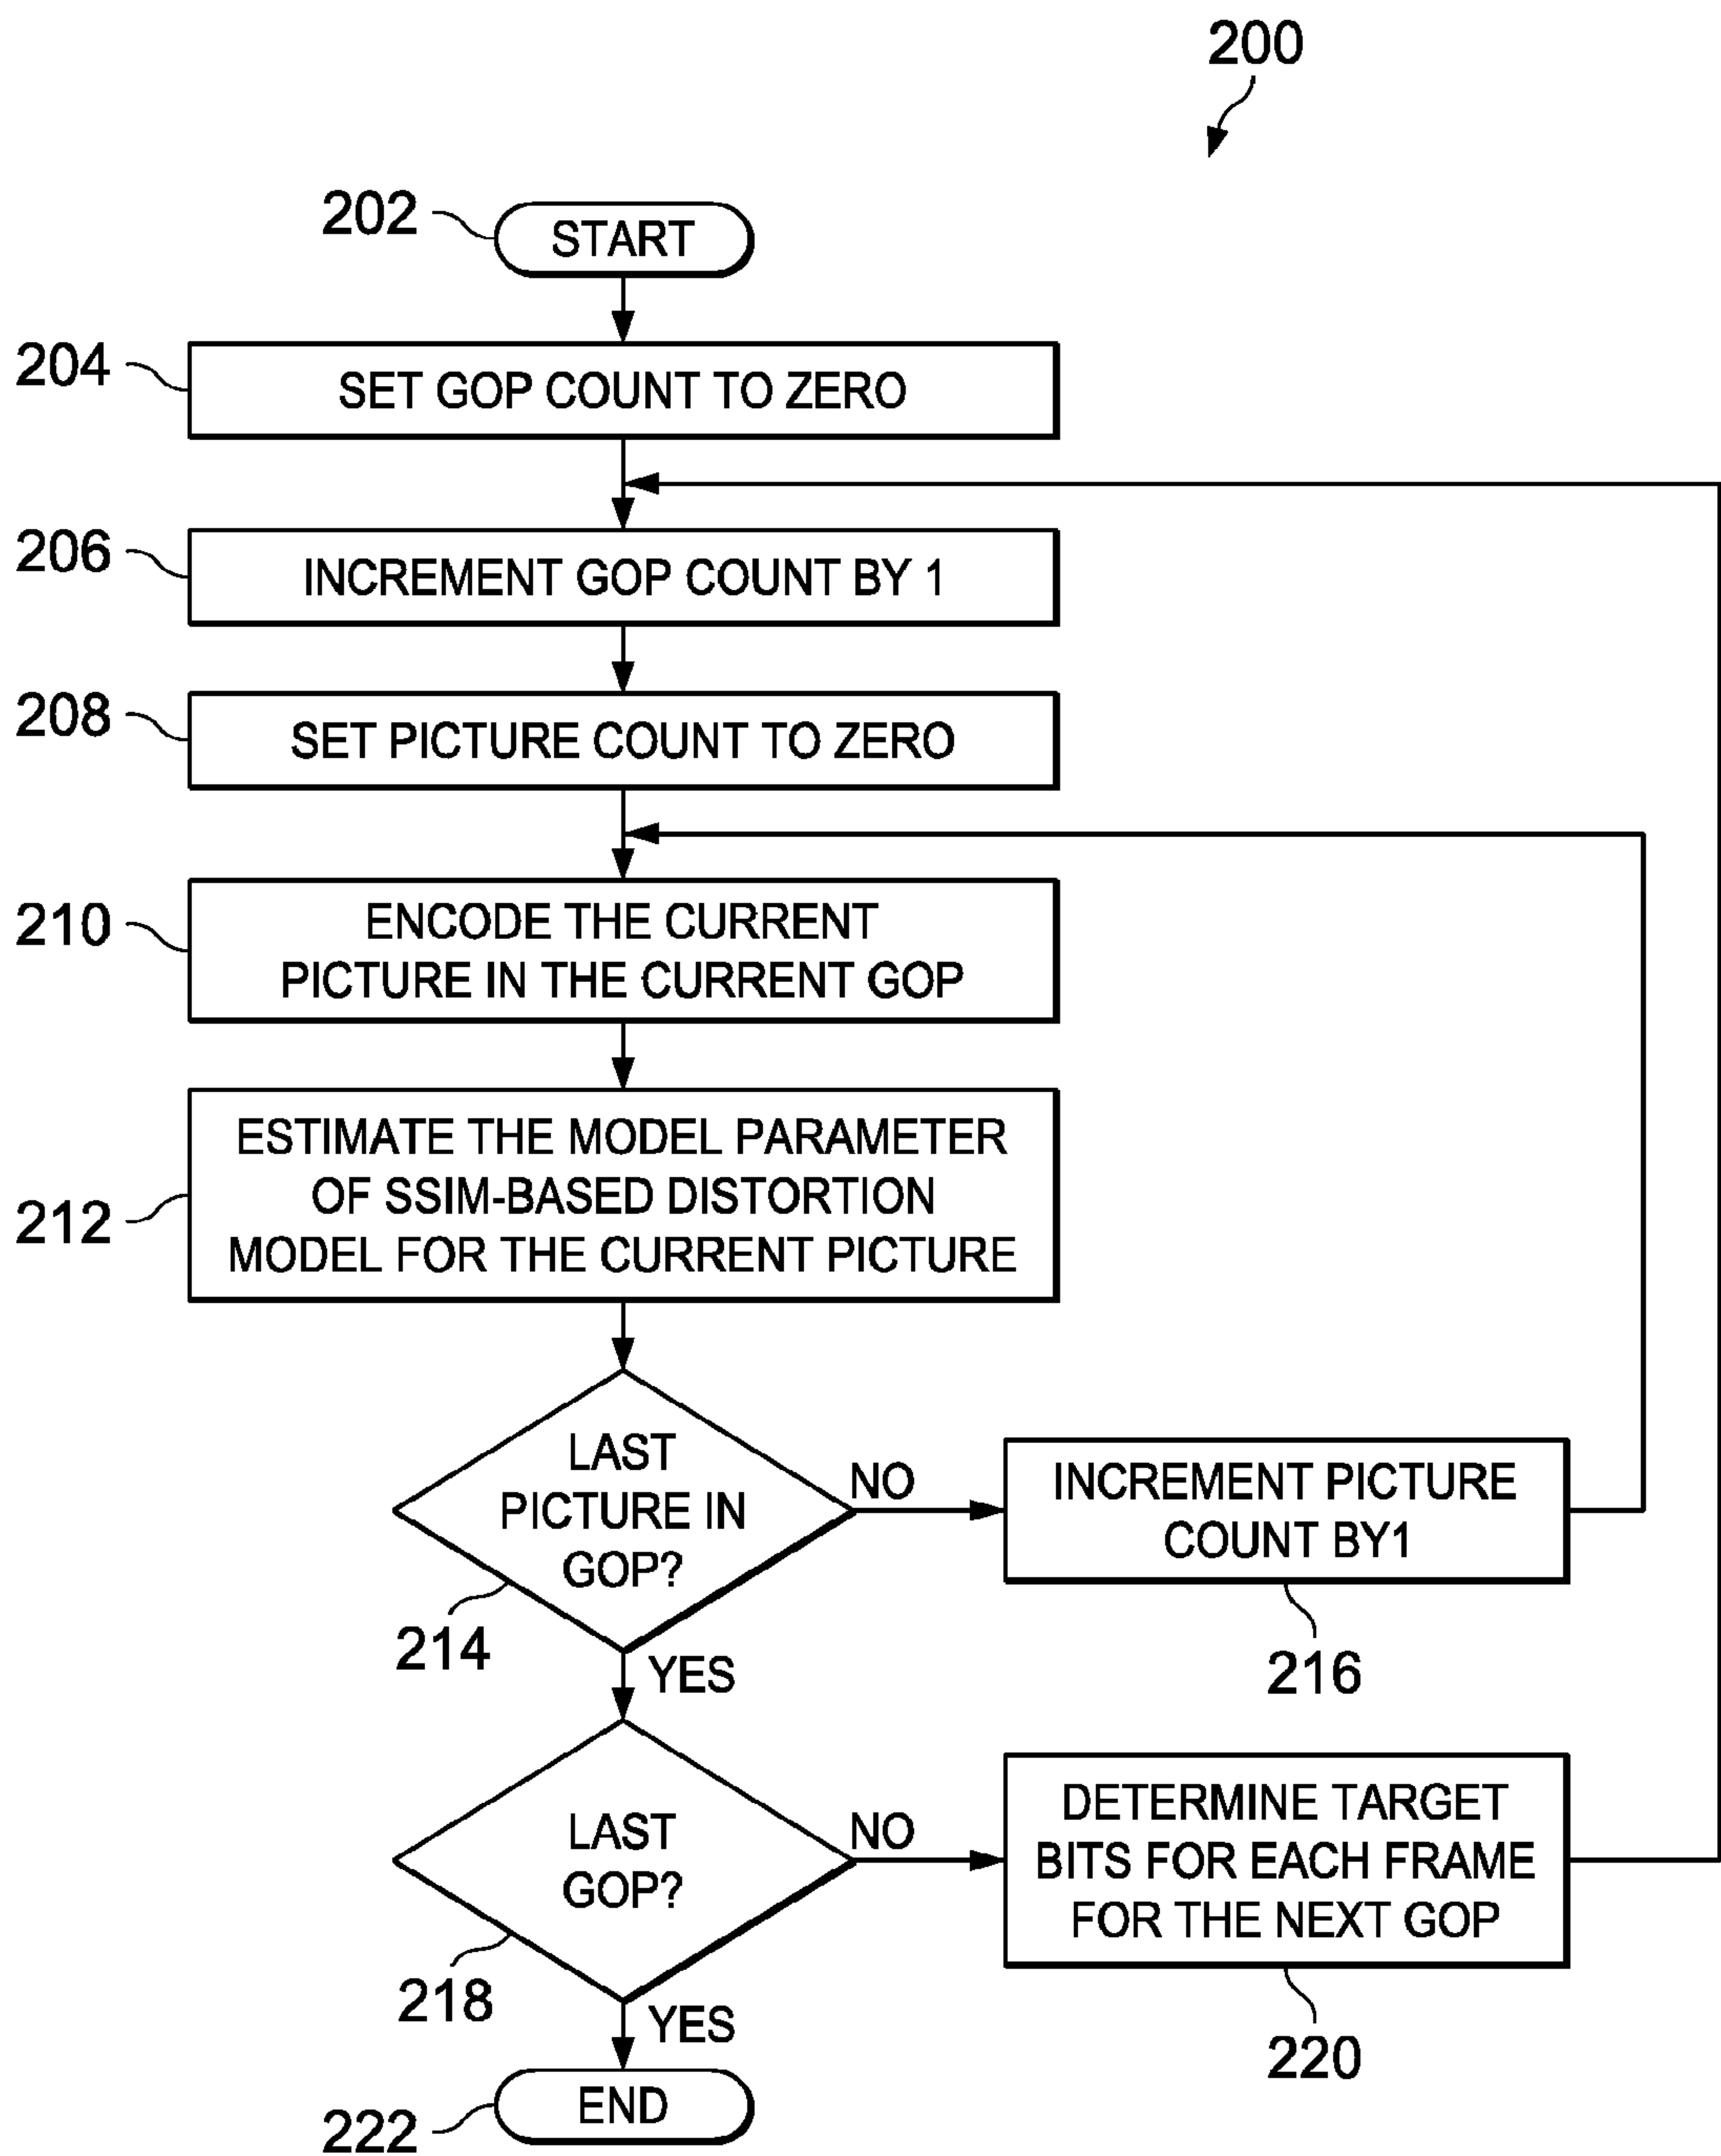 200
202
START
204
SET GOP COUNT TO ZERO
206
INCREMENT GOP COUNT BY 1
208
SET PICTURE COUNT TO ZERO
210
ENCODE THE CURRENT
PICTURE IN THE CURRENT GOP
212
ESTIMATE THE MODEL PARAMETER
OF SSIM-BASED DISTORTION
MODEL FOR THE CURRENT PICTURE
LAST
PICTURE IN
GOP?
214
NO
INCREMENT PICTURE
COUNT BY1
216
YES
LAST
GOP?
218
NO
DETERMINE TARGET
BITS FOR EACH FRAME
FOR THE NEXT GOP
220
YES
END
222